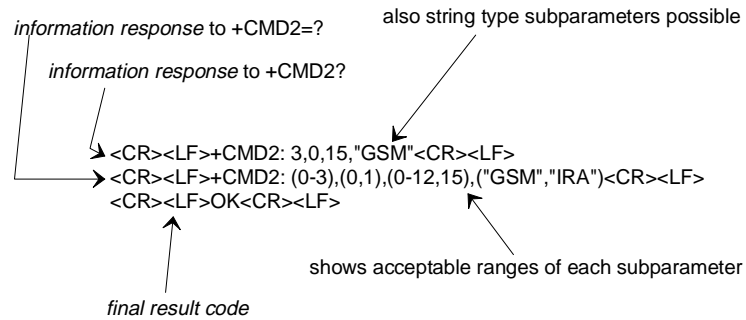 also string type subparameters possible
information response to +CMD2=?
information response to +CMD2?
<CR><LF>+CMD2: 3,0,15,"GSM"<CR><LF>
<CR><LF>+CMD2: (0-3),(0,1),(0-12,15),("GSM","IRA")<CR><LF>
<CR><LF>OK<CR><LF>
shows acceptable ranges of each subparameter
final result code